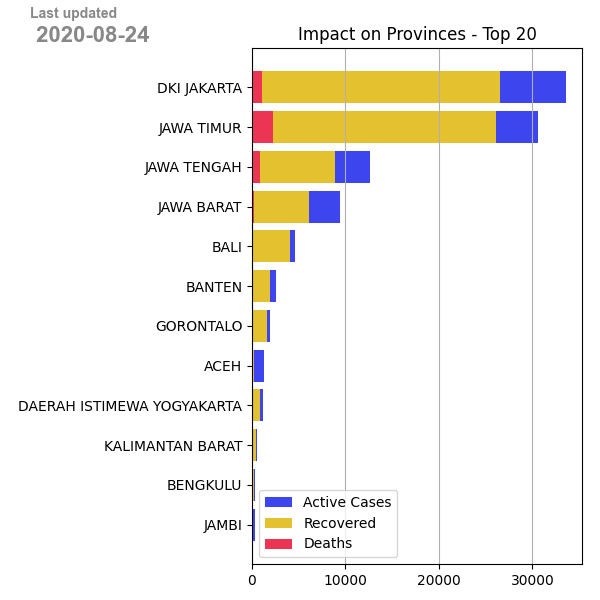 Last updated
2020-08-24
Impact on Provinces - Top 20
DKI JAKARTA
JAWA TIMUR
JAWA TENGAH
JAWA BARAT
BALI
BANTEN
GORONTALO
ACEH
DAERAH ISTIMEWA YOGYAKARTA
KALIMANTAN BARAT
BENGKULU
JAMBI
Active Cases
Recovered
Deaths
0 10000 20000 30000